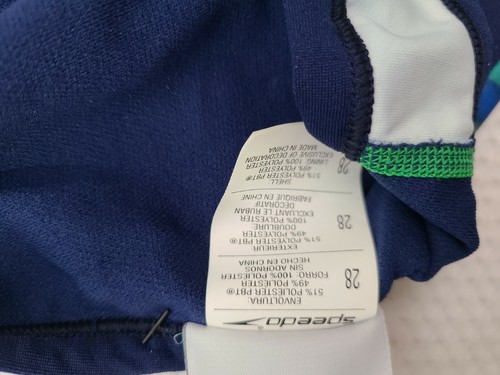 speedo
ENVOLTURA:
51% POLIESTER PBT®
49% POLIESTER
FORRO: 100% POLIESTER
SIN ADORNOS
HECHO EN CHINA
28
EXTERIEUR
51% POLYESTER PBT®
49% POLYESTER
DOUBLURE
100% POLYESTER
EXCLUANT LE RUBAN
DECORATIF
FABRIQUE EN CHINE
28
SHELL
51% POLYESTER PBT®
49% POLYESTER
LINING: 100% POLYESTER
EXCLUSIVE OF DECORATION
MADE IN CHINA
28